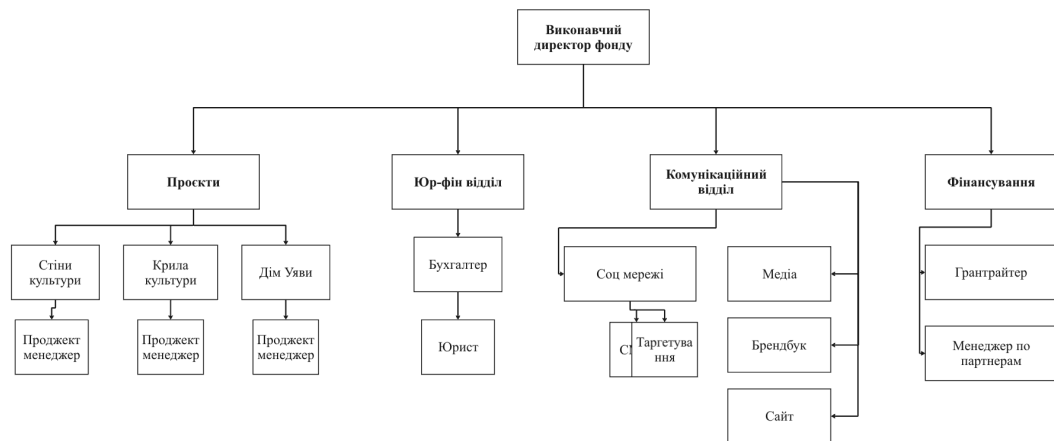 Виконавчий
директор фонду
Проєкти
Юр-фін відділ
Комунікаційний
відділ
Фінансування
Стіни
культури
Крила
культури
Дім Уяви
Бухгалтер
Соц мережі
Медіа
Грантрайтер
Проджект
менеджер
Проджект
менеджер
Проджект
менеджер
Юрист
Таргетува
ння
Брендбук
Менеджер по
партнерам
Сайт